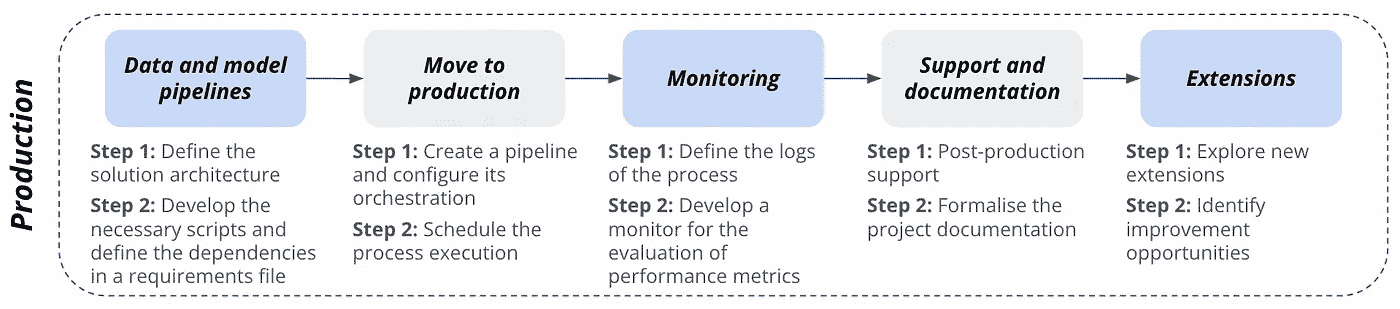 Production
Data and model
pipelines
Step 1: Define the
solution architecture
Step 2: Develop the
necessary scripts and
define the dependencies
in a requirements file
Move to
production
Step 1: Create a pipeline
and configure its
orchestration
Step 2: Schedule the
process execution
Monitoring
Step 1: Define the logs
of the process
Step 2: Develop a
monitor for the
evaluation of
performance metrics
Support and
documentation
Step 1: Post-production
support
Step 2: Formalise the
project documentation
Extensions
Step 1: Explore new
extensions
Step 2: Identify
improvement
opportunities